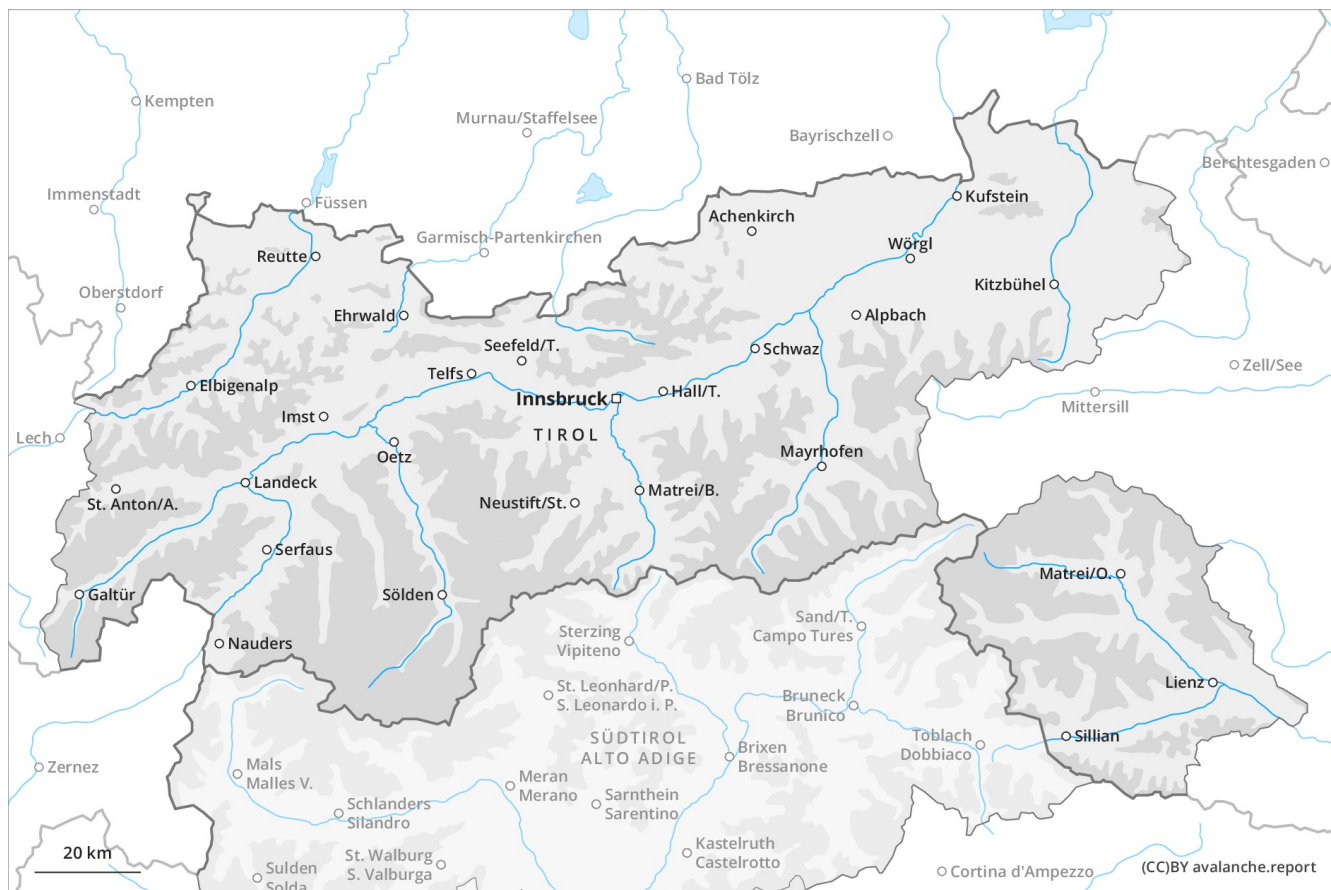 Bad Tölz
Kempten
Murnau/Staffelsee
Bayrischzell
Berchtesgaden
Immenstadt
Füssen
Kufstein
Achenkirch
Garmisch-Partenkirchen
Wörgl
Reutte
Kitzbühel
Oberstdorf
Ehrwald
Alpbach
Seefeld/T.
Schwaz
Zell/See
Telfs
Elbigenalp
Hall/T.
Innsbruck
Mittersill
Imst
Lech
TIROL
Oetz
Mayrhofen
Landeck
Matrei/B.
St. Anton/A.
Neustift/St.
Serfaus
Matrei/O.
Galtür
Sölden
Sand/T.
Campo Tures
Sterzing
Vipiteno
Nauders
Lienz
St. Leonhard/P.
S. Leonardo i. P.
Bruneck
Brunico
Toblach
Dobbiaco
Sillian
SÜDTIROL
ALTO ADIGE
Brixen
Bressanone
Zernez
Mals
Malles V.
Meran
Merano
Sarnthein
Sarentino
Schlanders
Silandro
Kastelruth
Castelrotto
20 km
St. Walburg
S. Valburga
Sulden
Solda
Cortina d'Ampezzo
(CC)BY avalanche.report